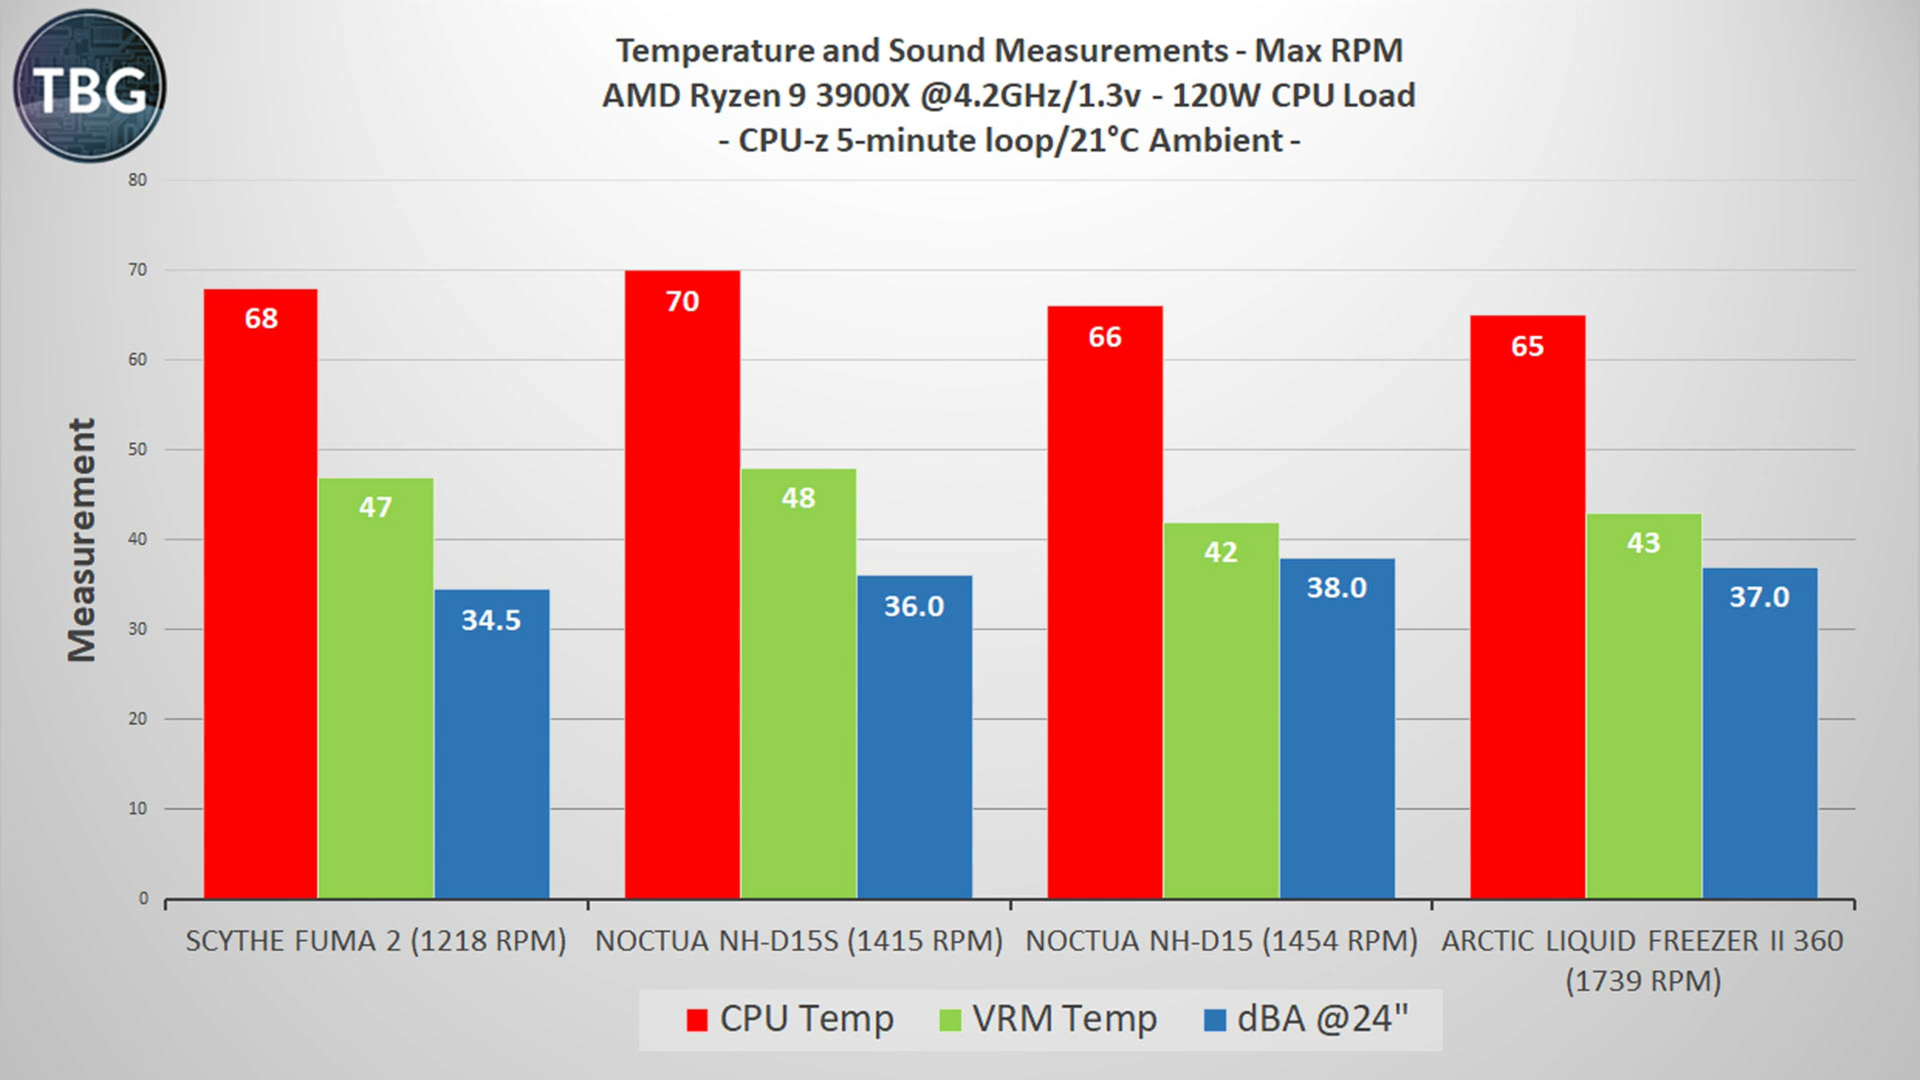 TBG
Temperature and Sound Measurements - Max RPM
AMD Ryzen 9 3900X @4.2GHz/1.3v - 120W CPU Load
- CPU-z 5-minute loop/21°C Ambient -
Measurement
80
70
60
50
40
30
20
10
0
68
47
34.5
70
48
36.0
66
42
38.0
65
43
37.0
SCYTHE FUMA 2 (1218 RPM)
NOCTUA NH-D15S (1415 RPM)
NOCTUA NH-D15 (1454 RPM)
ARCTIC LIQUID FREEZER II 360
(1739 RPM)
CPU Temp
VRM Temp
dBA @24"